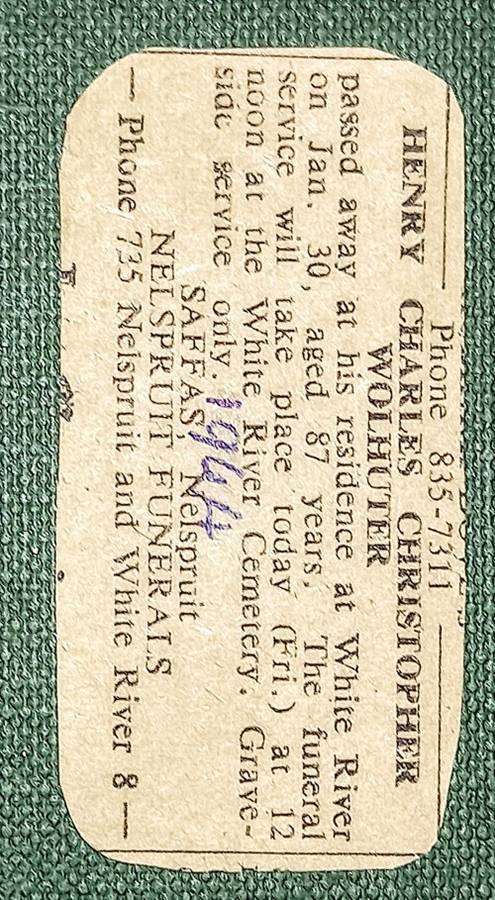 Phone 835-7311
HENRY CHARLES CHRISTOPHER
WOLHUTER
passed away at his residence at White River
on Jan. 30, aged 87 years. The funeral
service will take place today (Fri.) at 12
noon at the White River Cemetery. Grave-
side service only.
1964
SAFFAS, Nelspruit
NELSPRUIT FUNERALS
— Phone 735 Nelspruit and White River 8 —